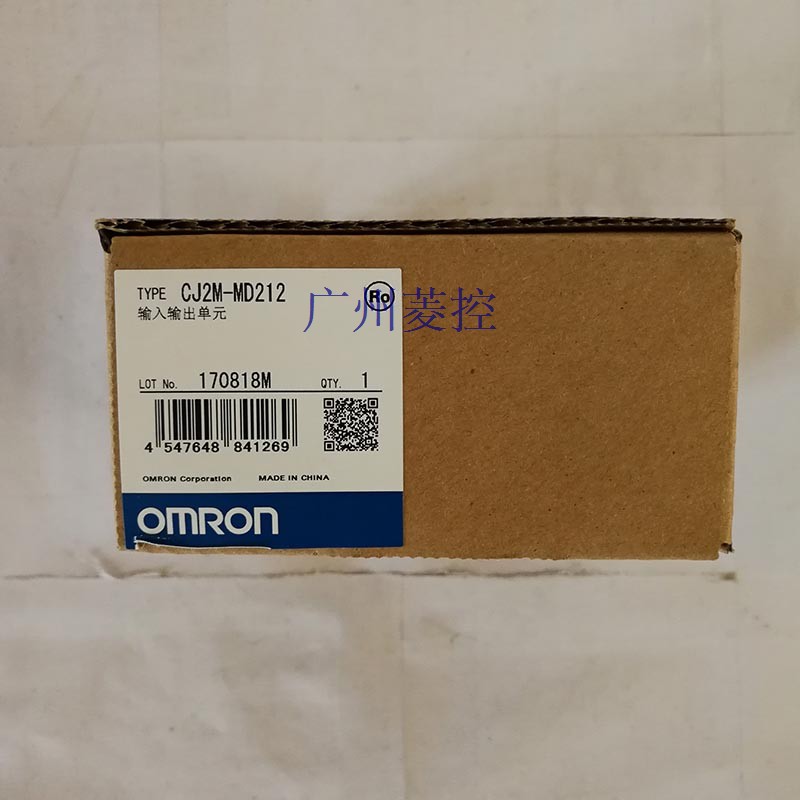 TYPE CJ2M-MD212 Ro
输入输出单元
广州菱控
LOT No. 170818M QTY. 1
4 547648 841269
OMRON Corporation MADE IN CHINA
OMRON